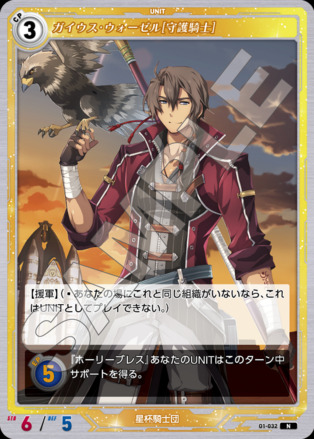 UNIT
CP
3
ガイウス・ウォーゼル[守護騎士]
SAMPLE
【援軍】(・あなたの場にこれと同じ組織がいないなら、これ
はUNITとしてプレイできない。)
5
『ホーリーブレス』あなたのUNITはこのターン中
サポートを得る。
6 / 5
星杯騎士団
01-032 N